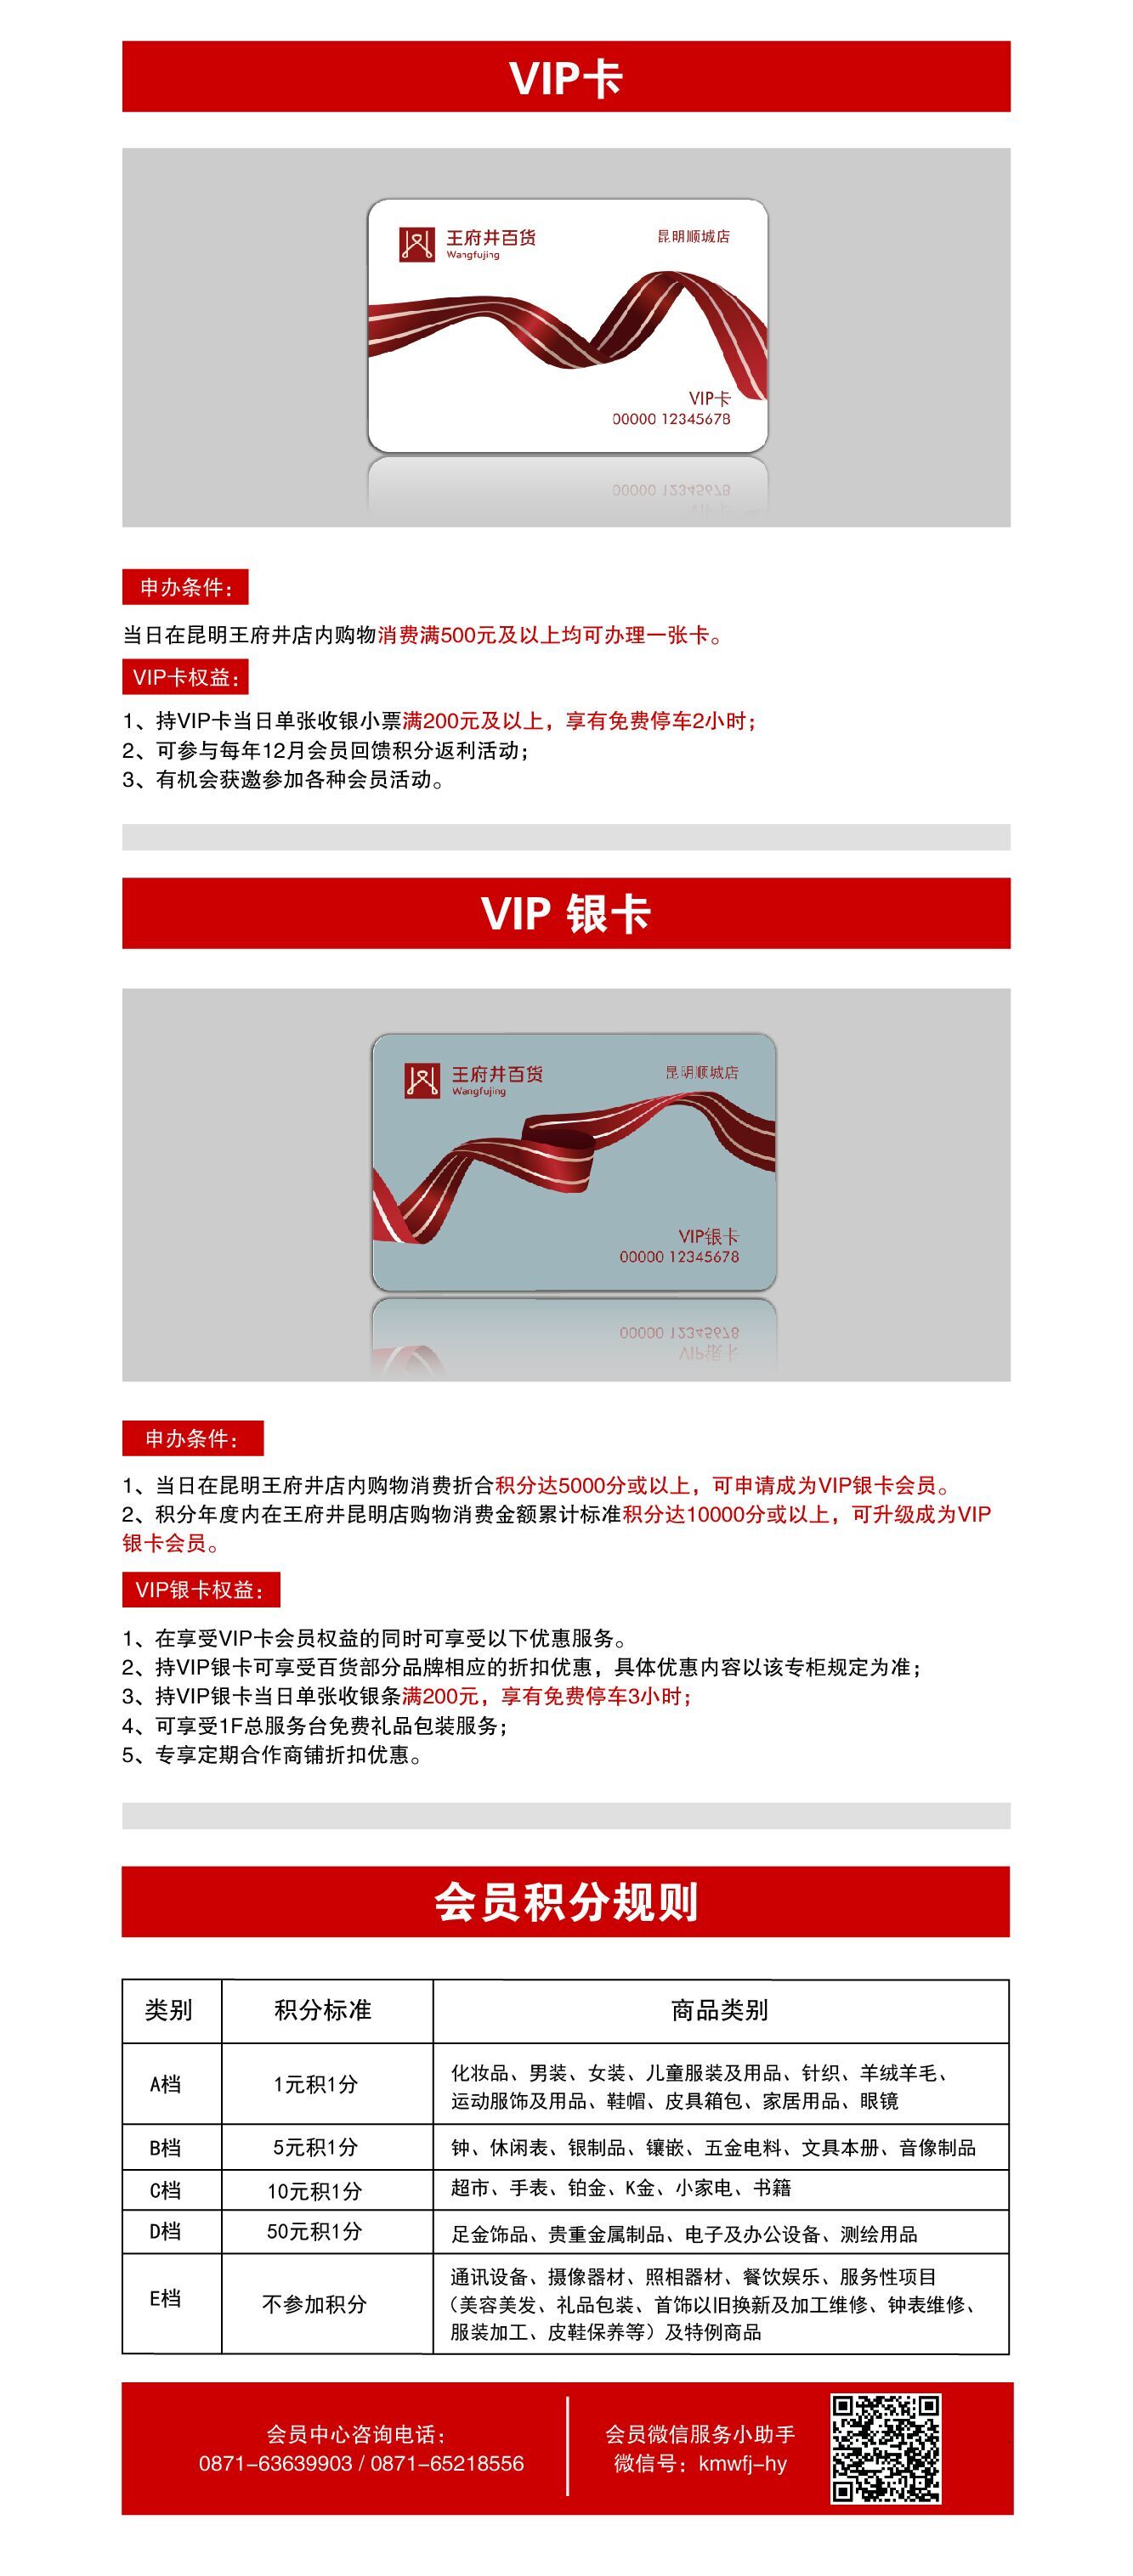 VIP卡
王府井百货
Wangfujing
昆明顺城店
VIP卡
00000 12345678
申办条件：
当日在昆明王府井店内购物消费满500元及以上均可办理一张卡。
VIP卡权益：
1、持VIP卡当日单张收银小票满200元及以上，享有免费停车2小时；
2、可参与每年12月会员回馈积分返利活动；
3、有机会获邀参加各种会员活动。
VIP 银卡
王府井百货
Wangfujing
昆明顺城店
VIP银卡
00000 12345678
申办条件：
1、当日在昆明王府井店内购物消费折合积分达5000分或以上，可申请成为VIP银卡会员。
2、积分年度内在王府井昆明店购物消费金额累计标准积分达10000分或以上，可升级成为VIP
银卡会员。
VIP银卡权益：
1、在享受VIP卡会员权益的同时可享受以下优惠服务。
2、持VIP银卡可享受百货部分品牌相应的折扣优惠，具体优惠内容以该专柜规定为准；
3、持VIP银卡当日单张收银条满200元，享有免费停车3小时；
4、可享受1F总服务台免费礼品包装服务；
5、专享定期合作商铺折扣优惠。
会员积分规则
类别 积分标准 商品类别
A档 1元积1分 化妆品、男装、女装、儿童服装及用品、针织、羊绒羊毛、
运动服饰及用品、鞋帽、皮具箱包、家居用品、眼镜
B档 5元积1分 钟、休闲表、银制品、镶嵌、五金电料、文具本册、音像制品
C档 10元积1分 超市、手表、铂金、K金、小家电、书籍
D档 50元积1分 足金饰品、贵重金属制品、电子及办公设备、测绘用品
E档 不参加积分 通讯设备、摄像器材、照相器材、餐饮娱乐、服务性项目
（美容美发、礼品包装、首饰以旧换新及加工维修、钟表维修、
服装加工、皮鞋保养等）及特例商品
会员中心咨询电话：
0871-63639903 / 0871-65218556
会员微信服务小助手
微信号：kmwfj-hy